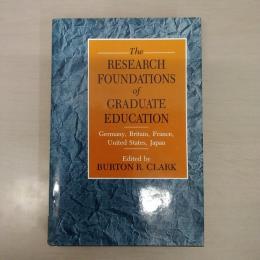 The
RESEARCH
FOUNDATIONS
of
GRADUATE
EDUCATION
Germany, Britain, France,
United States, Japan
Edited by
BURTON R. CLARK